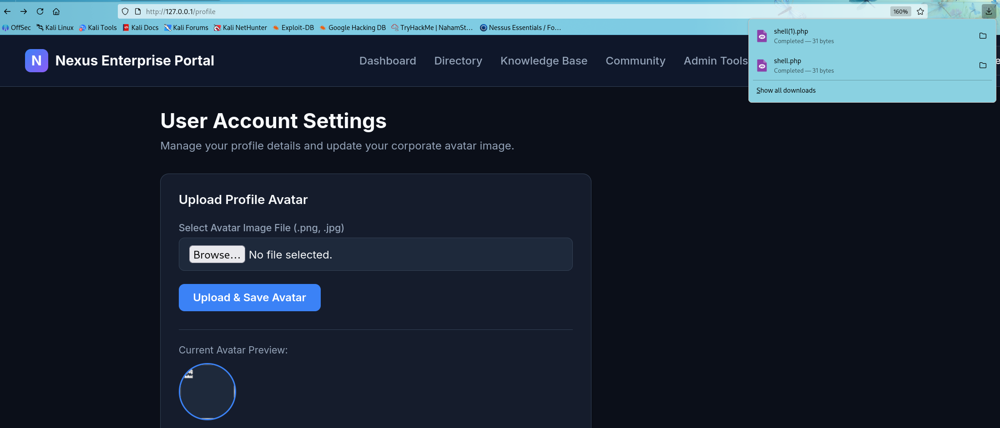 http://127.0.0.1/profile
160%
OffSec Kali Linux Kali Tools Kali Docs Kali Forums Kali NetHunter Exploit-DB Google Hacking DB TryHackMe | NahamSt... Nessus Essentials / Fo...
shell(1).php
Completed — 31 bytes
shell.php
Completed — 31 bytes
Show all downloads
N Nexus Enterprise Portal Dashboard Directory Knowledge Base Community Admin Tools
User Account Settings
Manage your profile details and update your corporate avatar image.
Upload Profile Avatar
Select Avatar Image File (.png, .jpg)
Browse... No file selected.
Upload & Save Avatar
Current Avatar Preview: